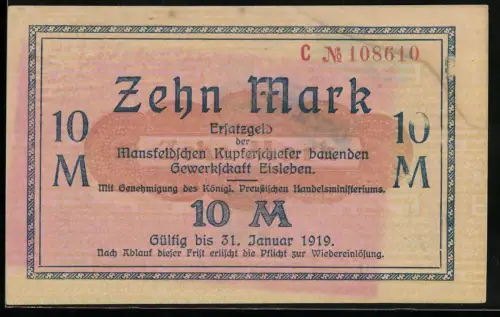 C № 108610
Zehn Mark
Ersatzgeld
der
Mansfeldschen Kupferschiefer bauenden
Gewerkschaft Eisleben.
Mit Genehmigung des Königl. Preußischen Handelsministeriums.
10 M
10 M
10 M
Gültig bis 31. Januar 1919.
Nach Ablauf dieser Frist erlischt die Pflicht zur Wiedereinlösung.